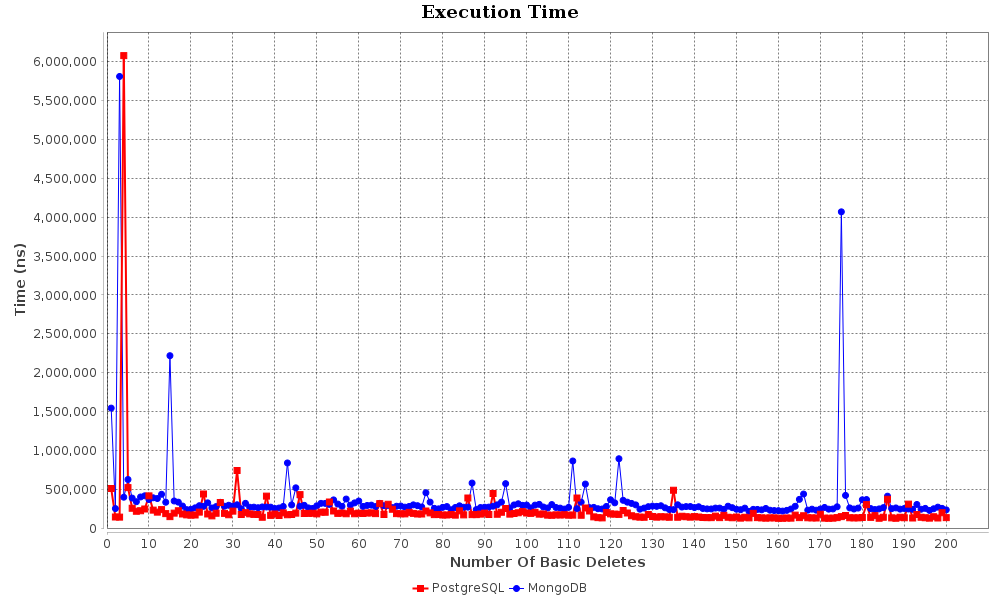 Execution Time
Time (ns)
6,000,000
5,500,000
5,000,000
4,500,000
4,000,000
3,500,000
3,000,000
2,500,000
2,000,000
1,500,000
1,000,000
500,000
0
0 10 20 30 40 50 60 70 80 90 100 110 120 130 140 150 160 170 180 190 200
Number Of Basic Deletes
PostgreSQL MongoDB